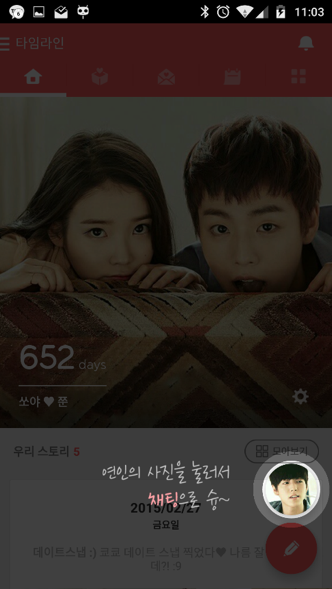 11:03
타임라인
652 days
쏘야 ♥ 쭌
우리 스토리 5
모아보기
연인의 사진을 눌러서
채팅으로 슝~
2015/02/27
금요일
데이트스냅 :) 코코 데이트 스냅 찍었다♥ 나름 잘
데?! :9